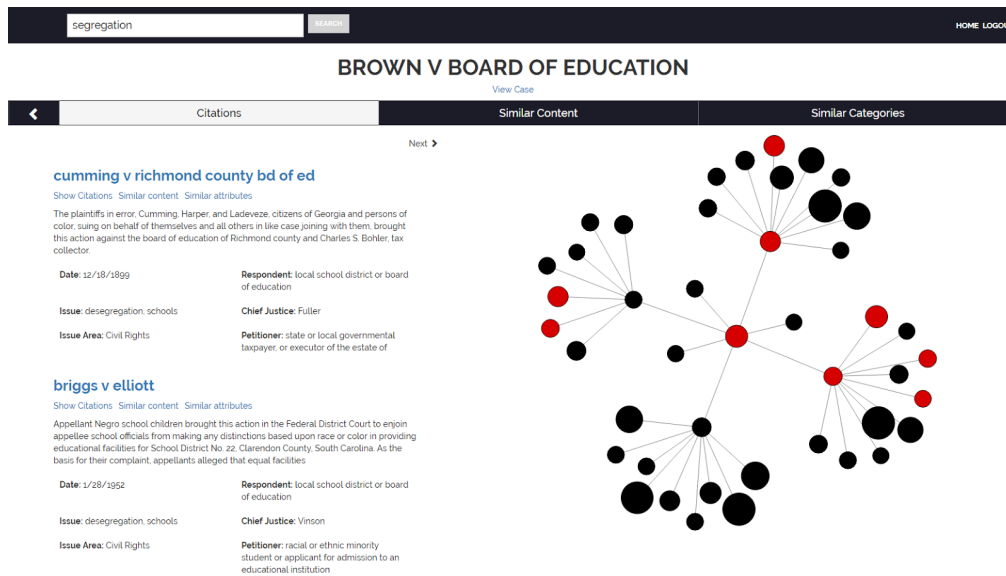 segregation
SEARCH
HOME LOGOU
BROWN V BOARD OF EDUCATION
View Case
Citations
Similar Content
Similar Categories
Next
cumming v richmond county bd of ed
Show Citations Similar content Similar attributes
The plaintiffs in error, Cumming, Harper, and Ladeveze, citizens of Georgia and persons of
color, suing on behalf of themselves and all others in like case joining with them, brought
this action against the board of education of Richmond county and Charles S. Bohler, tax
collector.
Date: 12/18/1899
Respondent: local school district or board
of education
Issue: desegregation, schools
Chief Justice: Fuller
Issue Area: Civil Rights
Petitioner: state or local governmental
taxpayer, or executor of the estate of
briggs v elliott
Show Citations Similar content Similar attributes
Appellant Negro school children brought this action in the Federal District Court to enjoin
appellee school officials from making any distinctions based upon race or color in providing
educational facilities for School District No. 22, Clarendon County, South Carolina. As the
basis for their complaint, appellants alleged that equal facilities
Date: 1/28/1952
Respondent: local school district or board
of education
Issue: desegregation, schools
Chief Justice: Vinson
Issue Area: Civil Rights
Petitioner: racial or ethnic minority
student or applicant for admission to an
educational institution